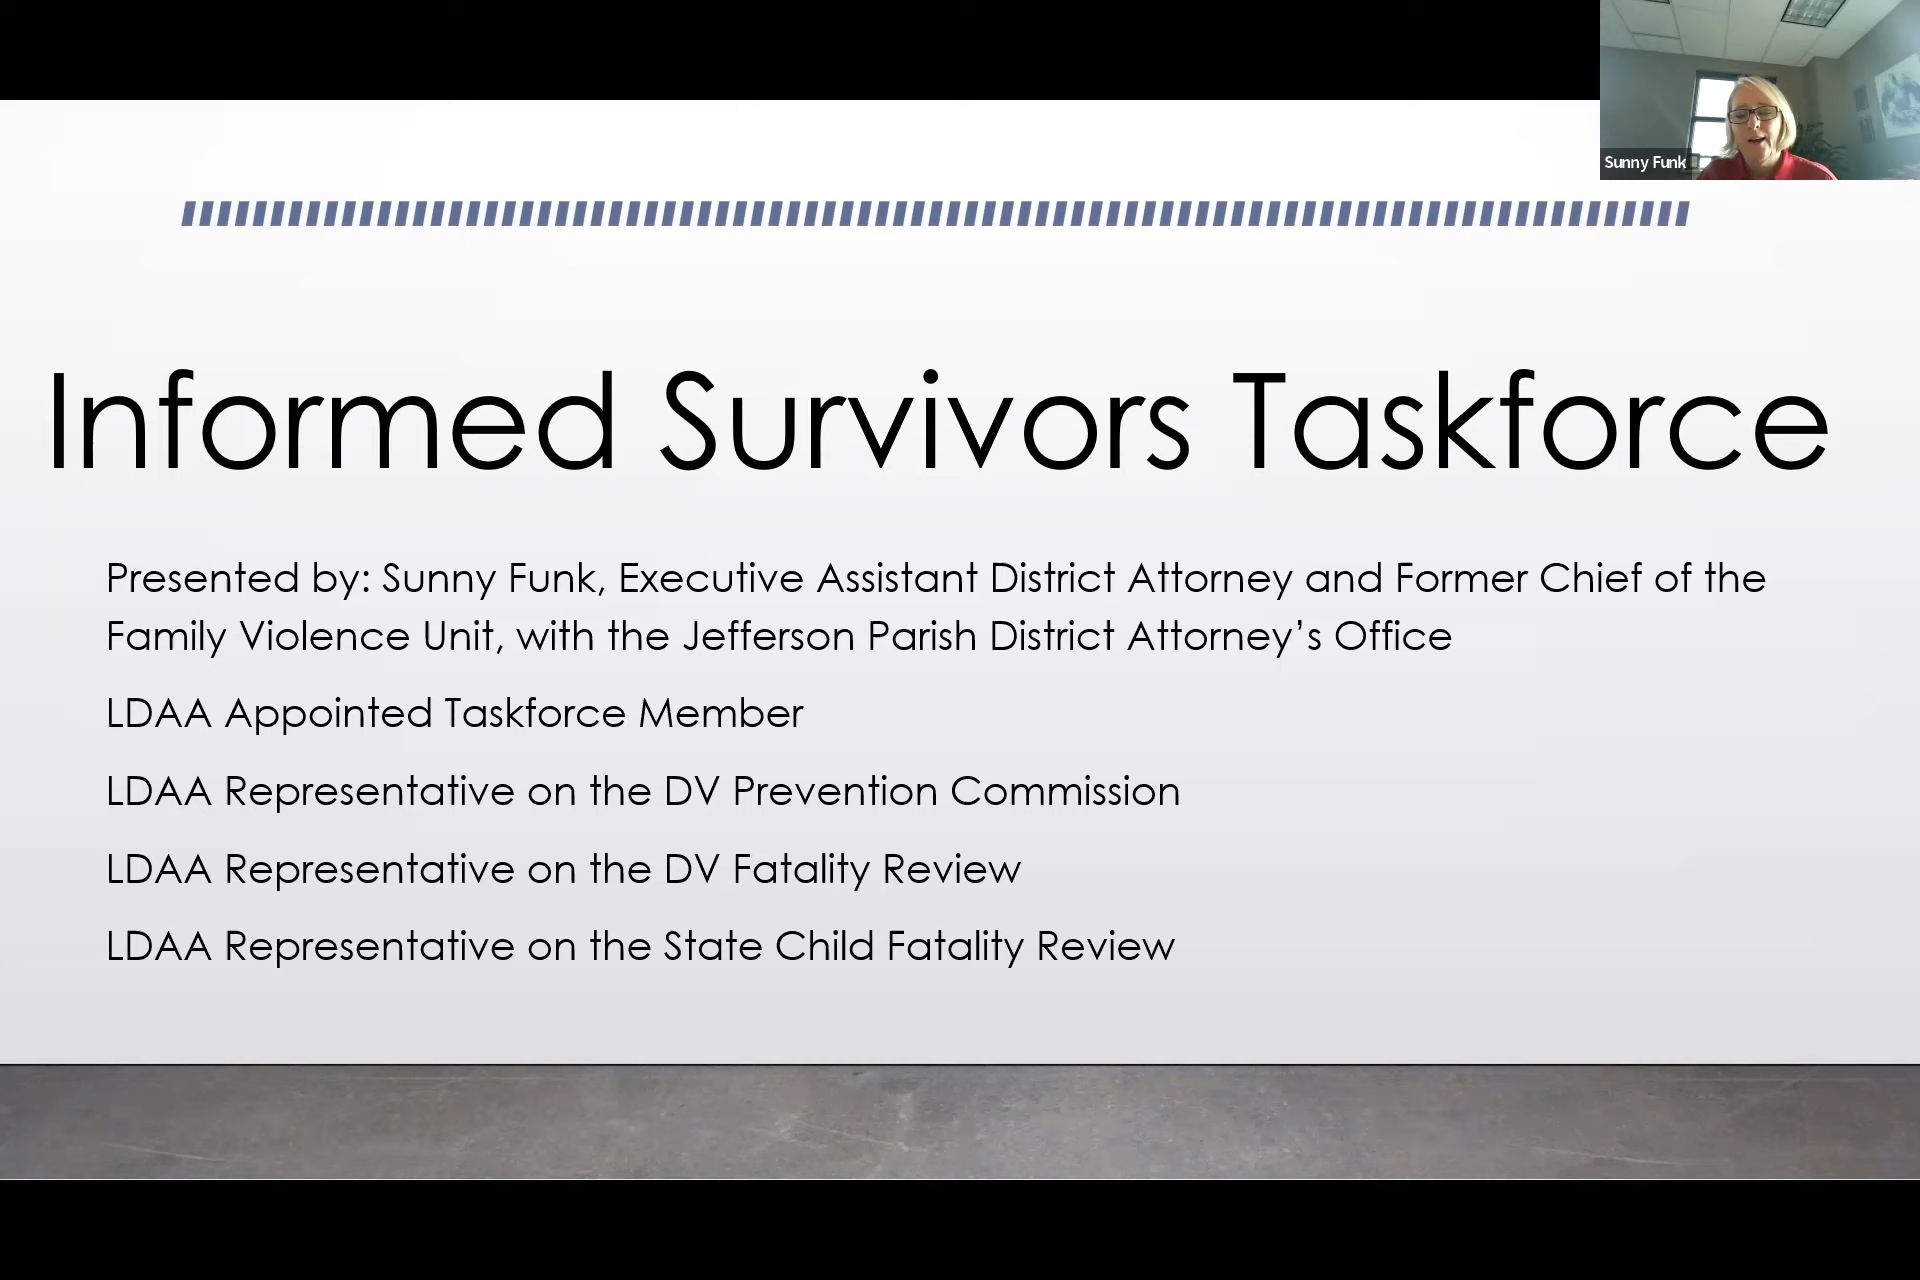 Sunny Funk
Informed Survivors Taskforce
Presented by: Sunny Funk, Executive Assistant District Attorney and Former Chief of the
Family Violence Unit, with the Jefferson Parish District Attorney’s Office
LDAA Appointed Taskforce Member
LDAA Representative on the DV Prevention Commission
LDAA Representative on the DV Fatality Review
LDAA Representative on the State Child Fatality Review